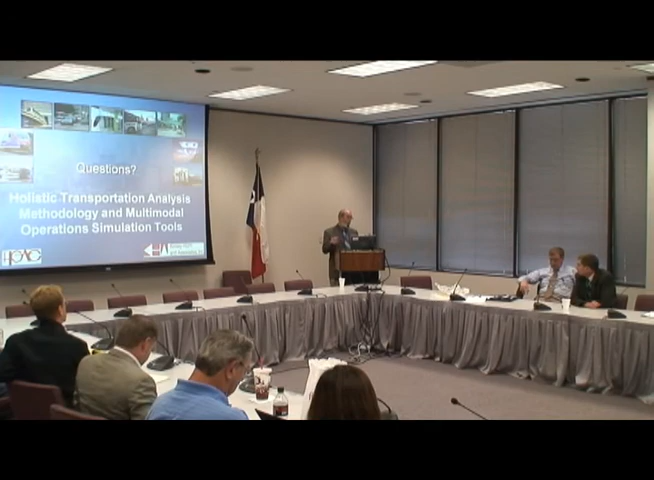 Questions?
Holistic Transportation Analysis
Methodology and Multimodal
Operations Simulation Tools